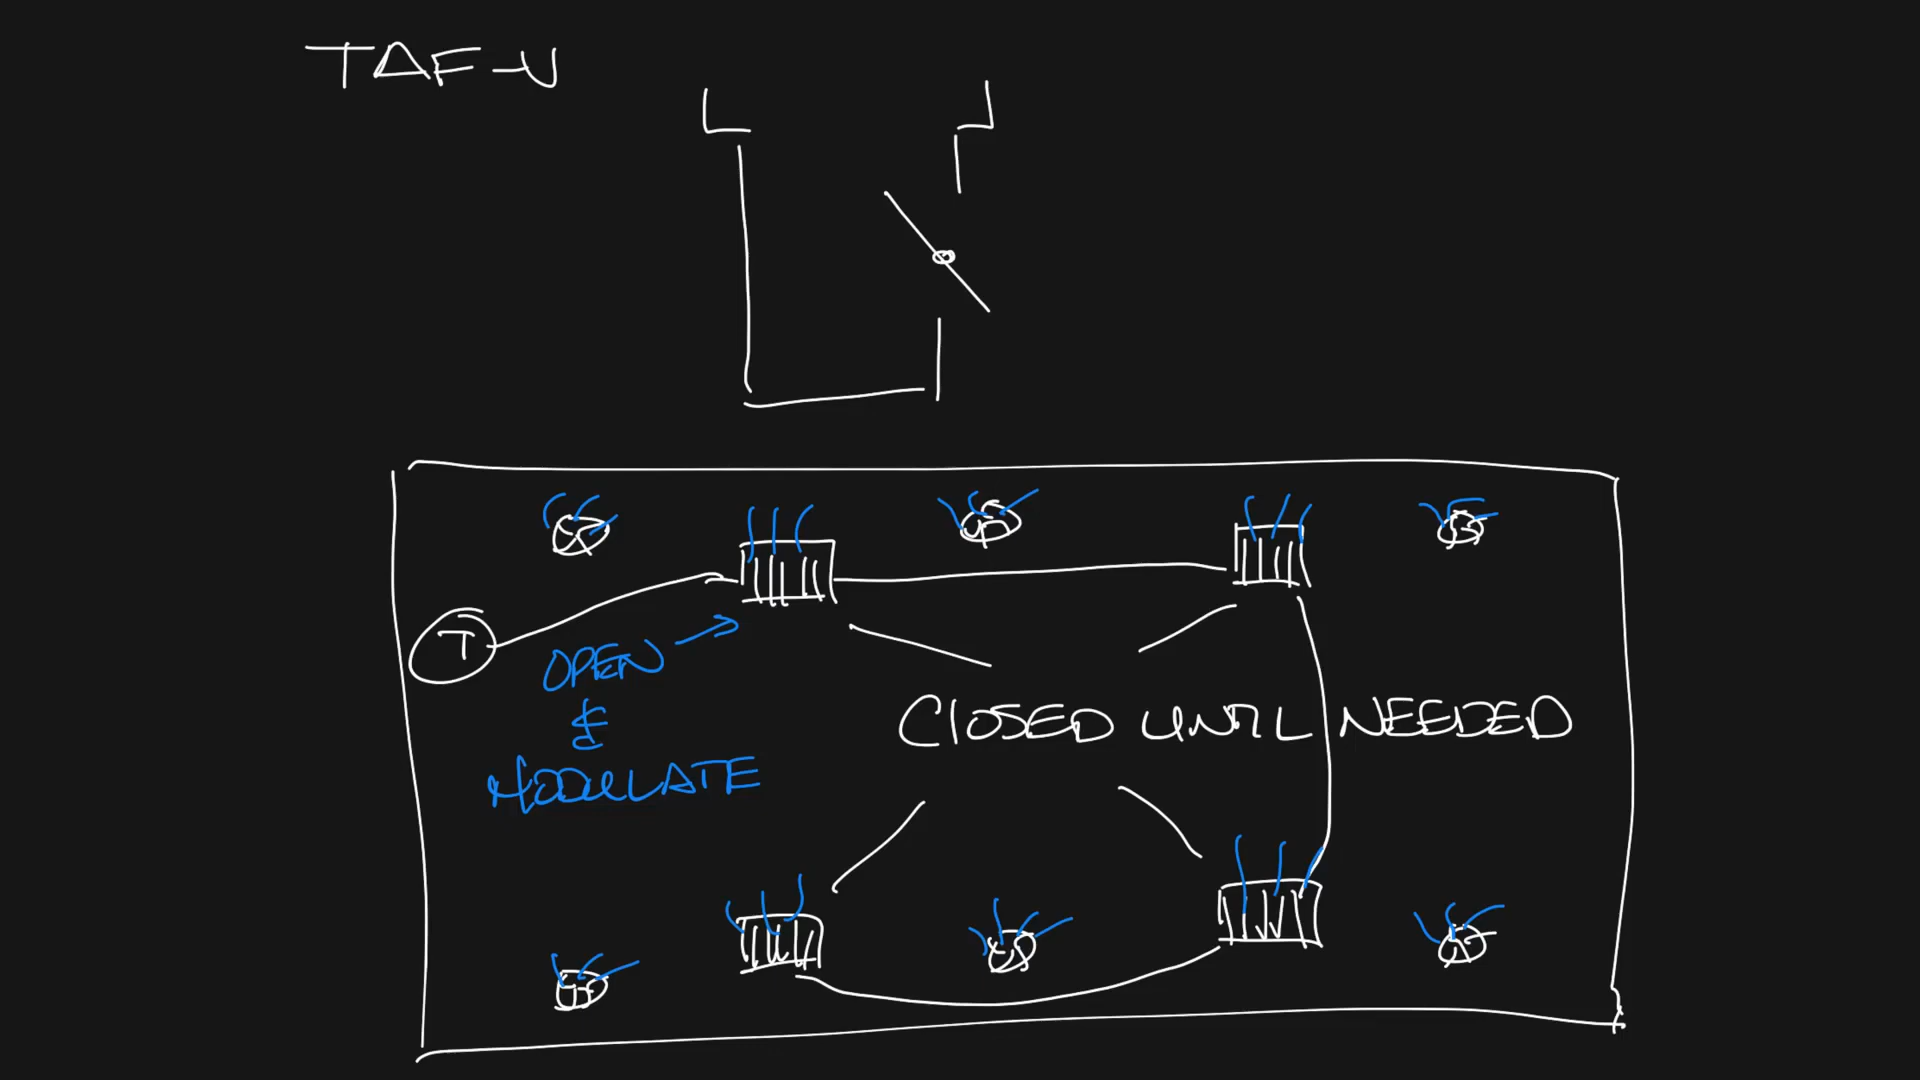 TAF-V
T
OPEN
&
MODULATE
CLOSED UNTIL NEEDED